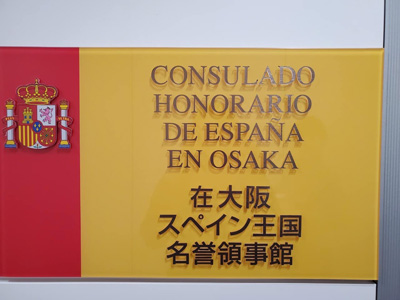 CONSULADO
HONORARIO
DE ESPAÑA
EN OSAKA
在大阪
スペイン王国
名誉領事館